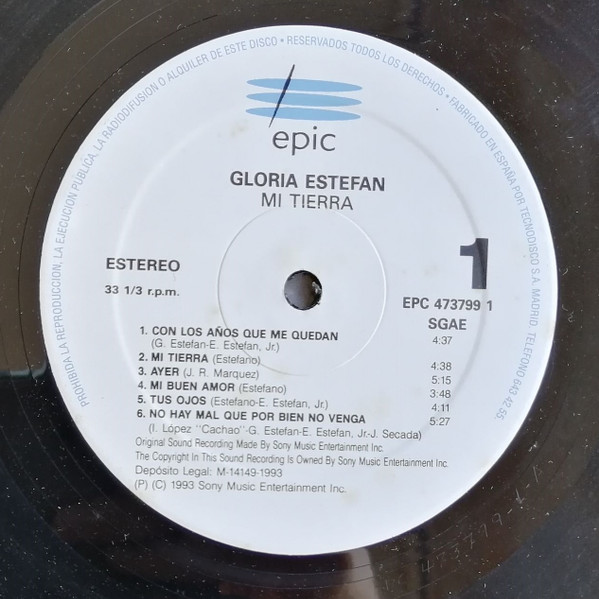 PROHIBIDA LA REPRODUCCION, LA EJECUCION PUBLICA, LA RADIODIFUSION O ALQUILER DE ESTE DISCO • RESERVADOS TODOS LOS DERECHOS • FABRICADO EN ESPAÑA POR TECNODISCO S.A. MADRID. TELEFONO 643 42 55.
epic
GLORIA ESTEFAN
MI TIERRA
1
ESTEREO
33 1/3 r.p.m.
EPC 473799 1
SGAE
1. CON LOS AÑOS QUE ME QUEDAN 4:37
(G. Estefan-E. Estefan, Jr.)
2. MI TIERRA (Estefano) 4:38
3. AYER (J. R. Marquez) 5:15
4. MI BUEN AMOR (Estefano) 3:48
5. TUS OJOS (Estefano-E. Estefan, Jr.) 4:11
6. NO HAY MAL QUE POR BIEN NO VENGA 5:27
(I. López "Cachao"-G. Estefan-E. Estefan, Jr.-J. Secada)
Original Sound Recording Made By Sony Music Entertainment Inc.
The Copyright In This Sound Recording Is Owned By Sony Music Entertainment Inc.
Depósito Legal: M-14149-1993
(P) (C) 1993 Sony Music Entertainment Inc.